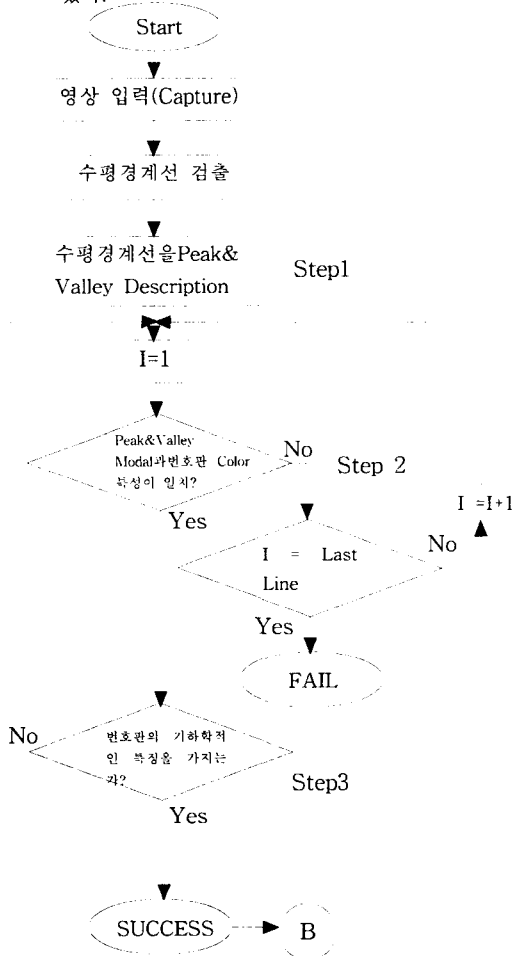 Start
영상 입력(Capture)
수평경계선 검출
수평경계선을Peak&
Valley Description
Step1
I=1
Peak&Valley
Modal과번호판 Color
특성이 일치?
No
Step 2
Yes
I =I+1
I = Last
Line
No
Yes
FAIL
No
번호판의 기하학적
인 특징을 가지는
가?
Step3
Yes
SUCCESS
B